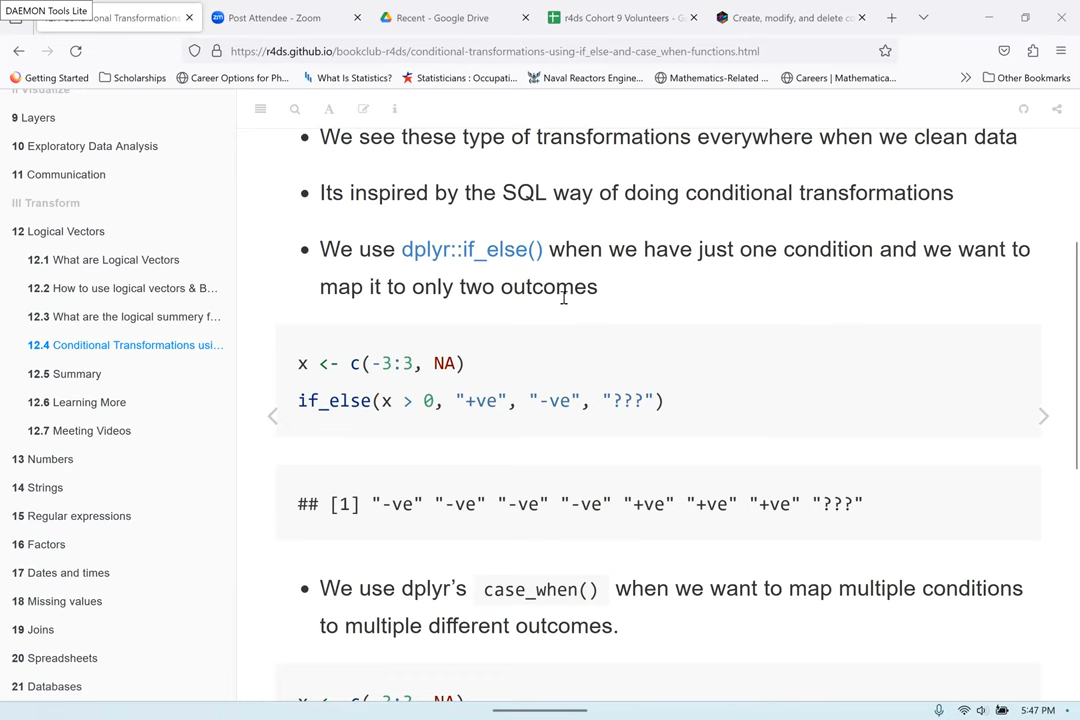 DAEMON Tools Lite
Conditional Transformations
Post Attendee - Zoom
Recent - Google Drive
r4ds Cohort 9 Volunteers - G
Create, modify, and delete c
https://r4ds.github.io/bookclub-r4ds/conditional-transformations-using-if_else-and-case_when-functions.html
Getting Started
Scholarships
Career Options for Ph...
What Is Statistics?
Statisticians : Occupati...
Naval Reactors Engine...
Mathematics-Related ...
Careers | Mathematica...
Other Bookmarks
II Visualize
9 Layers
10 Exploratory Data Analysis
11 Communication
III Transform
12 Logical Vectors
12.1 What are Logical Vectors
12.2 How to use logical vectors & B...
12.3 What are the logical summery f...
12.4 Conditional Transformations usi...
12.5 Summary
12.6 Learning More
12.7 Meeting Videos
13 Numbers
14 Strings
15 Regular expressions
16 Factors
17 Dates and times
18 Missing values
19 Joins
20 Spreadsheets
21 Databases
• We see these type of transformations everywhere when we clean data
• Its inspired by the SQL way of doing conditional transformations
• We use dplyr::if_else() when we have just one condition and we want to
map it to only two outcomes
x <- c(-3:3, NA)
if_else(x > 0, "+ve", "-ve", "???")
## [1] "-ve" "-ve" "-ve" "-ve" "+ve" "+ve" "+ve" "???"
• We use dplyr’s case_when() when we want to map multiple conditions
to multiple different outcomes.
x <- c(-3:3, NA)
5:47 PM